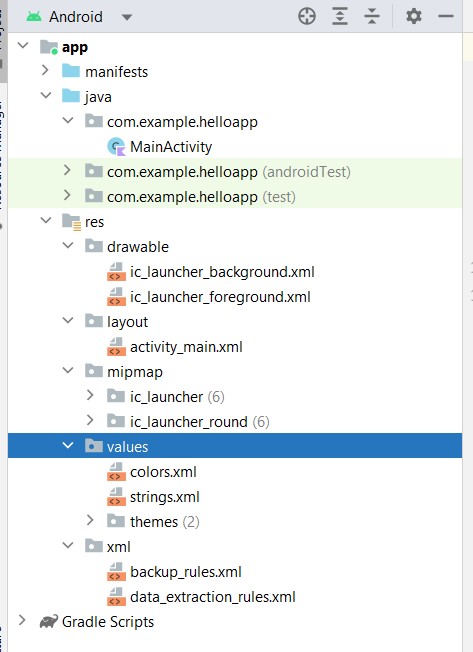 Android
app
manifests
java
com.example.helloapp
MainActivity
com.example.helloapp (androidTest)
com.example.helloapp (test)
res
drawable
ic_launcher_background.xml
ic_launcher_foreground.xml
layout
activity_main.xml
mipmap
ic_launcher (6)
ic_launcher_round (6)
values
colors.xml
strings.xml
themes (2)
xml
backup_rules.xml
data_extraction_rules.xml
Gradle Scripts